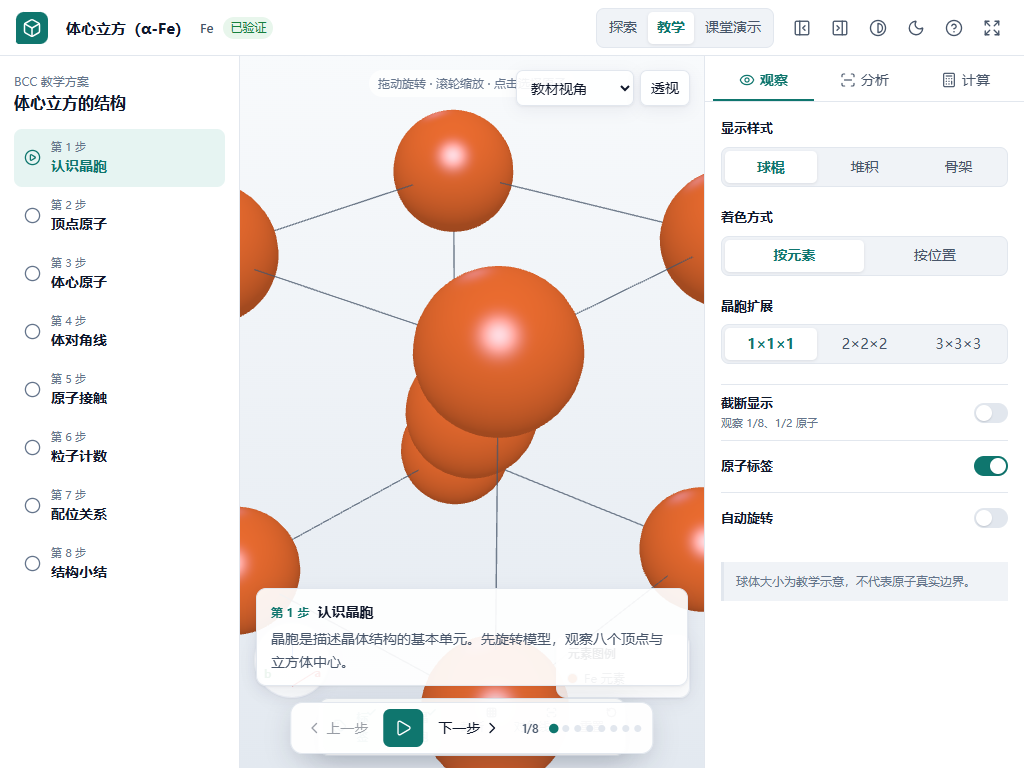 体心立方（α-Fe） Fe 已验证
探索 教学 课堂演示
BCC 教学方案
体心立方的结构
第 1 步
认识晶胞
第 2 步
顶点原子
第 3 步
体心原子
第 4 步
体对角线
第 5 步
原子接触
第 6 步
粒子计数
第 7 步
配位关系
第 8 步
结构小结
拖动旋转 · 滚轮缩放 · 点击
教材视角
透视
第 1 步 认识晶胞
晶胞是描述晶体结构的基本单元。先旋转模型，观察八个顶点与
立方体中心。
元素图例
Fe 元素
b
上一步 下一步 1/8
观察 分析 计算
显示样式
球棍 堆积 骨架
着色方式
按元素 按位置
晶胞扩展
1×1×1 2×2×2 3×3×3
截断显示
观察 1/8、1/2 原子
原子标签
自动旋转
球体大小为教学示意，不代表原子真实边界。